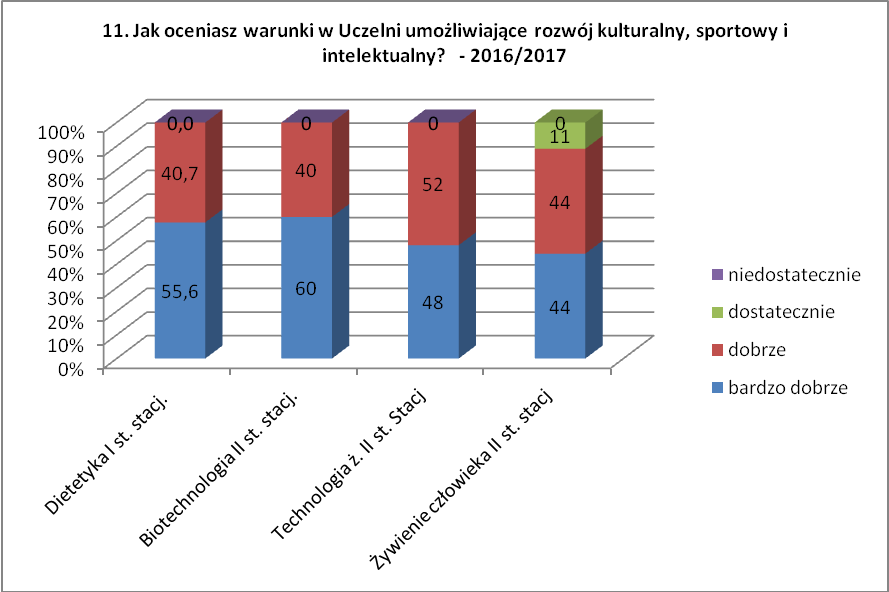 11. Jak oceniasz warunki w Uczelni umożliwiające rozwój kulturalny, sportowy i
intelektualny? - 2016/2017
100%
90%
80%
70%
60%
50%
40%
30%
20%
10%
0%
0,0
40,7
55,6
0
40
60
0
52
48
0
11
44
44
Dietetyka I st. stacj.
Biotechnologia II st. stacj.
Technologia ż. II st. Stacj
Żywienie człowieka II st. stacj
niedostatecznie
dostatecznie
dobrze
bardzo dobrze